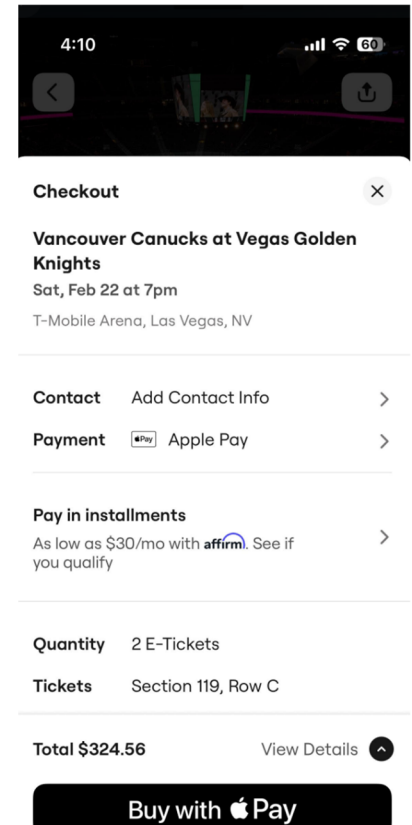 4:10
60
Checkout
Vancouver Canucks at Vegas Golden
Knights
Sat, Feb 22 at 7pm
T-Mobile Arena, Las Vegas, NV
Contact Add Contact Info
Payment Pay Apple Pay
Pay in installments
As low as $30/mo with affirm. See if
you qualify
Quantity 2 E-Tickets
Tickets Section 119, Row C
Total $324.56 View Details
Buy with Pay